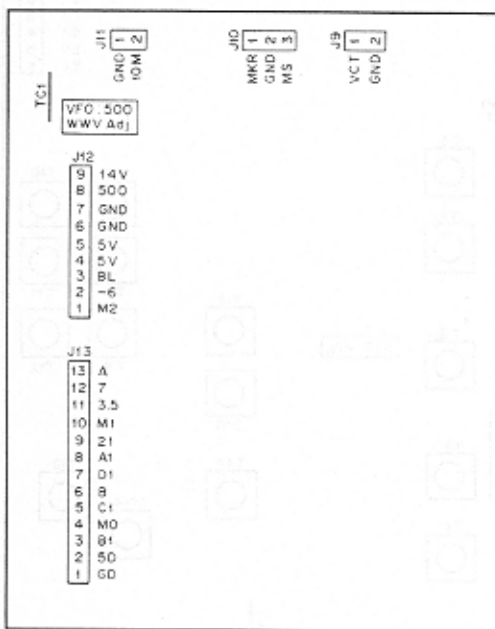 J11
1 GND
2 10M
J10
1 MKR
2 GND
3 MS
J9
1 VCT
2 GND
TC1
VFO .500
WWV Adj
J12
9 14V
8 500
7 GND
6 GND
5 5V
4 5V
3 BL
2 -6
1 M2
J13
13 A
12 7
11 3.5
10 M1
9 21
8 A1
7 D1
6 B
5 C1
4 M0
3 B1
2 50
1 GD